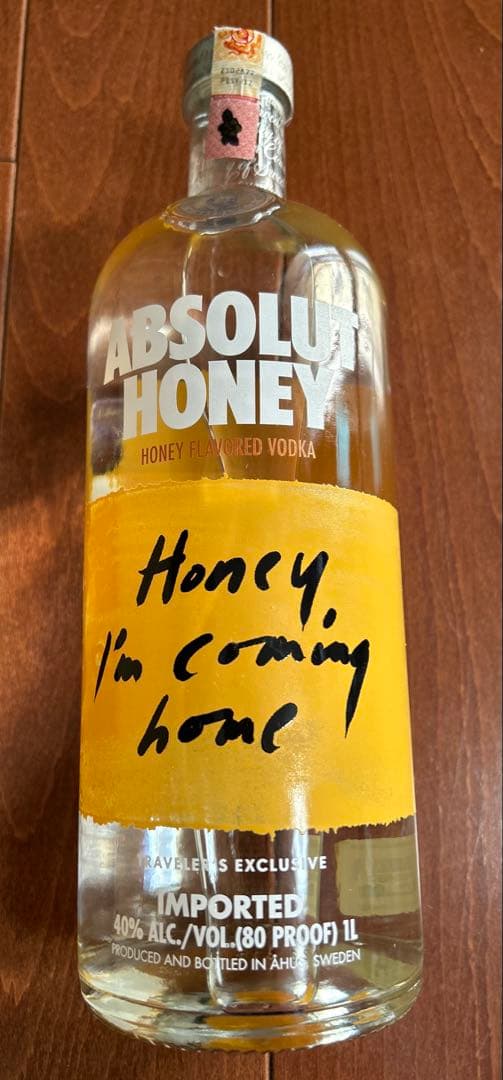 ABSOLUT
HONEY
HONEY FLAVORED VODKA
Honey,
I'm coming
home
TRAVELER'S EXCLUSIVE
IMPORTED
40% ALC./VOL.(80 PROOF) 1L
PRODUCED AND BOTTLED IN ÅHUS, SWEDEN